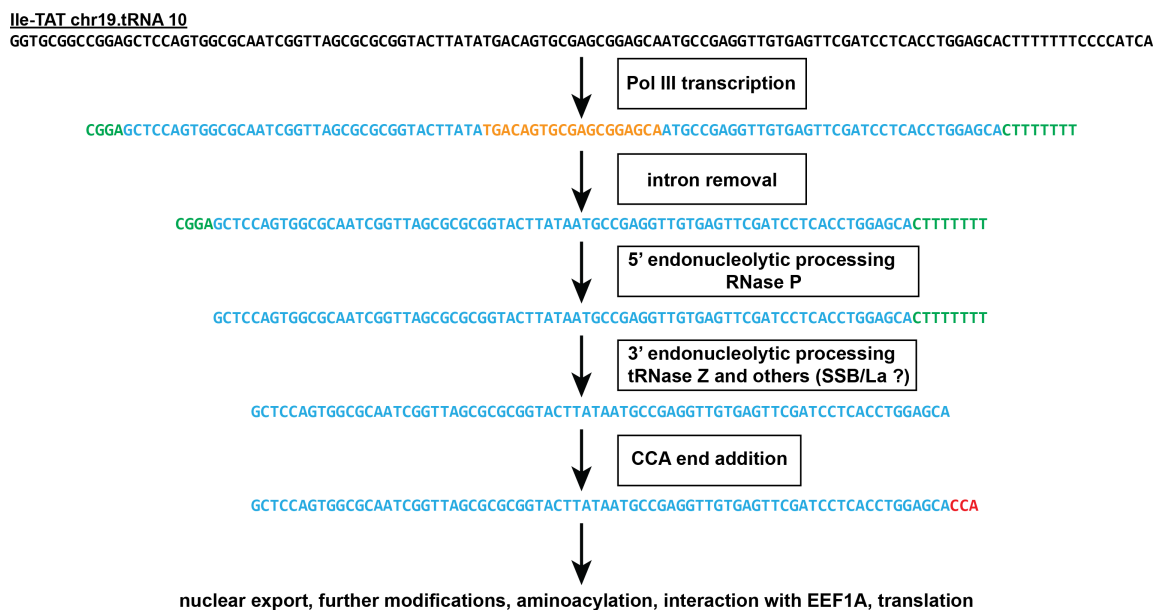 Ile-TAT chr19.tRNA 10
GGTGCGGCCGGAGCTCCAGTGGCGCAATCGGTTAGCGCGCGGTACTTATATGACAGTGCGAGCGGAGCAATGCCGAGGTTGTGAGTTCGATCCTCACCTGGAGCACTTTTTTTCCCCATCA
Pol III transcription
CGGAGCTCCAGTGGCGCAATCGGTTAGCGCGCGGTACTTATATGACAGTGCGAGCGGAGCAATGCCGAGGTTGTGAGTTCGATCCTCACCTGGAGCACTTTTTTT
intron removal
CGGAGCTCCAGTGGCGCAATCGGTTAGCGCGCGGTACTTATAATGCCGAGGTTGTGAGTTCGATCCTCACCTGGAGCACTTTTTTT
5’ endonucleolytic processing
RNase P
GCTCCAGTGGCGCAATCGGTTAGCGCGCGGTACTTATAATGCCGAGGTTGTGAGTTCGATCCTCACCTGGAGCACTTTTTTT
3’ endonucleolytic processing
tRNase Z and others (SSB/La ?)
GCTCCAGTGGCGCAATCGGTTAGCGCGCGGTACTTATAATGCCGAGGTTGTGAGTTCGATCCTCACCTGGAGCA
CCA end addition
GCTCCAGTGGCGCAATCGGTTAGCGCGCGGTACTTATAATGCCGAGGTTGTGAGTTCGATCCTCACCTGGAGCACCA
nuclear export, further modifications, aminoacylation, interaction with EEF1A, translation